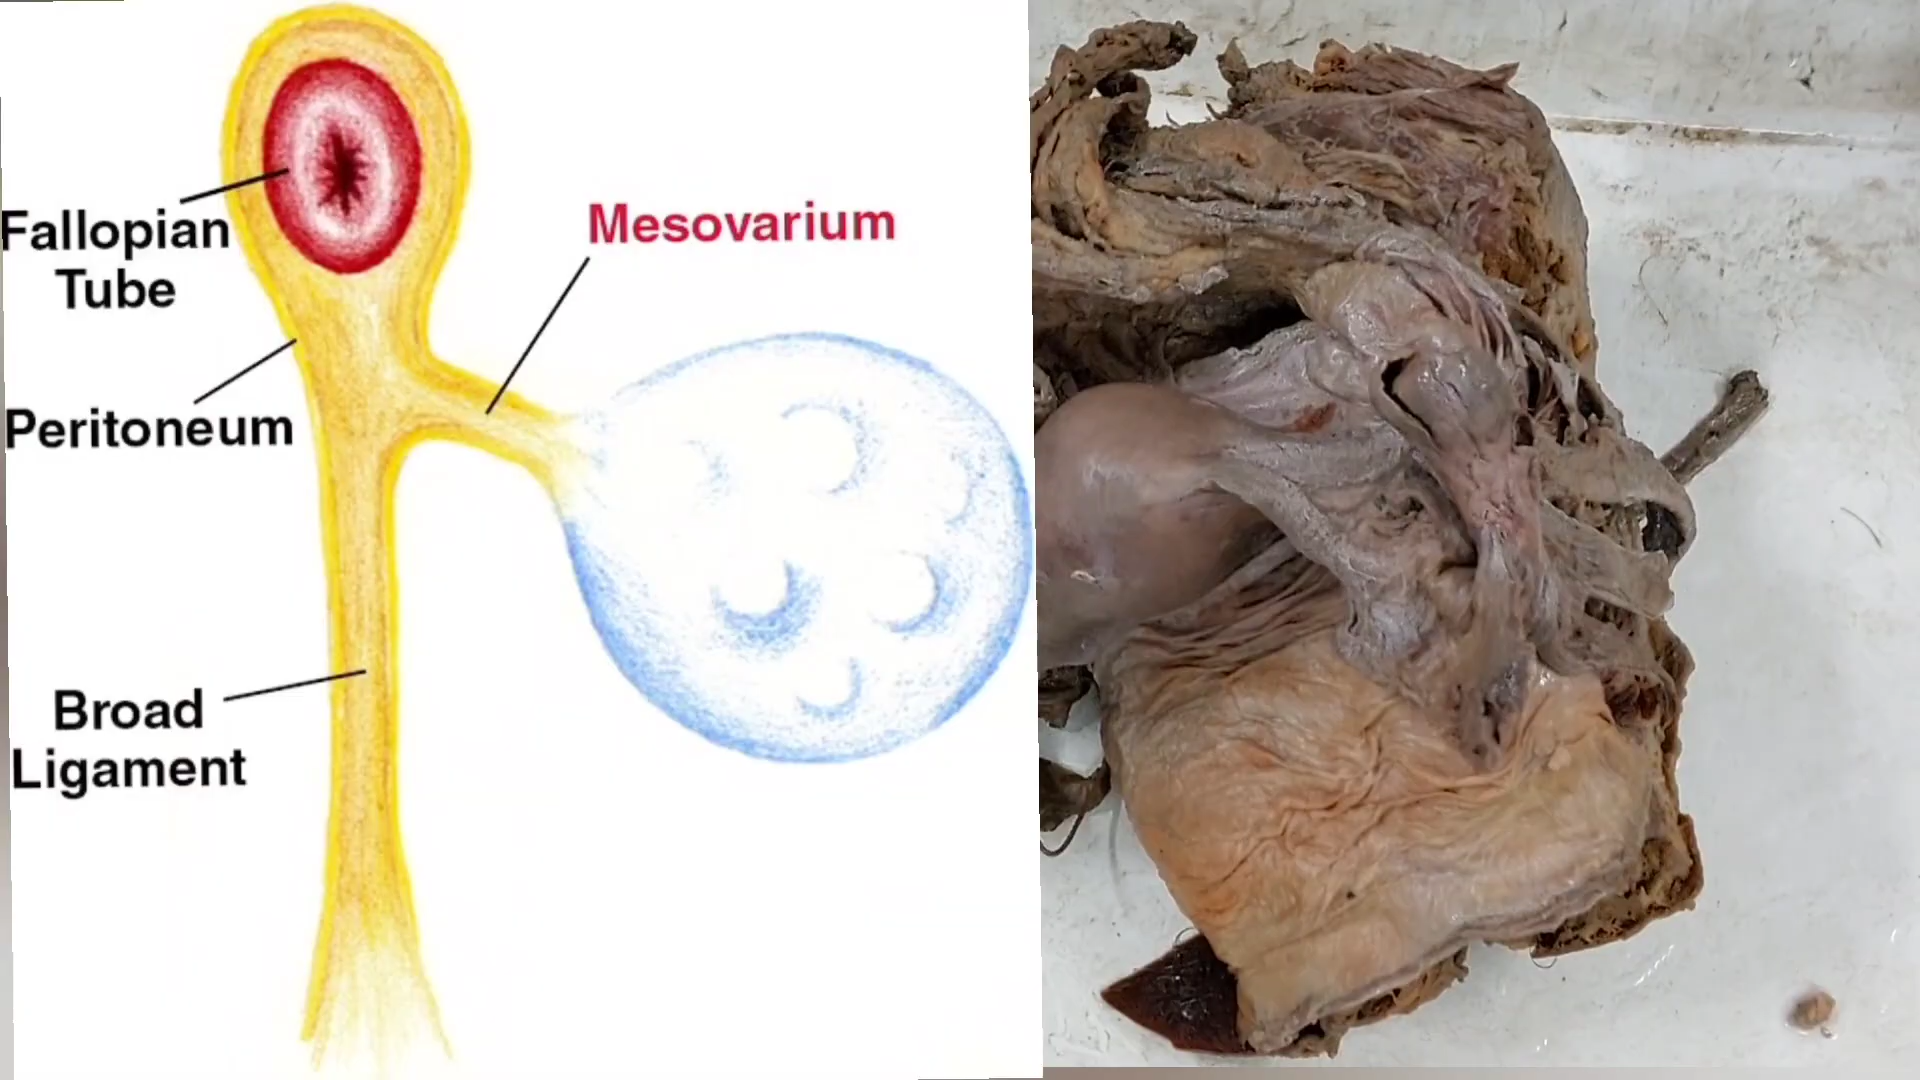 Fallopian
Tube
Mesovarium
Peritoneum
Broad
Ligament